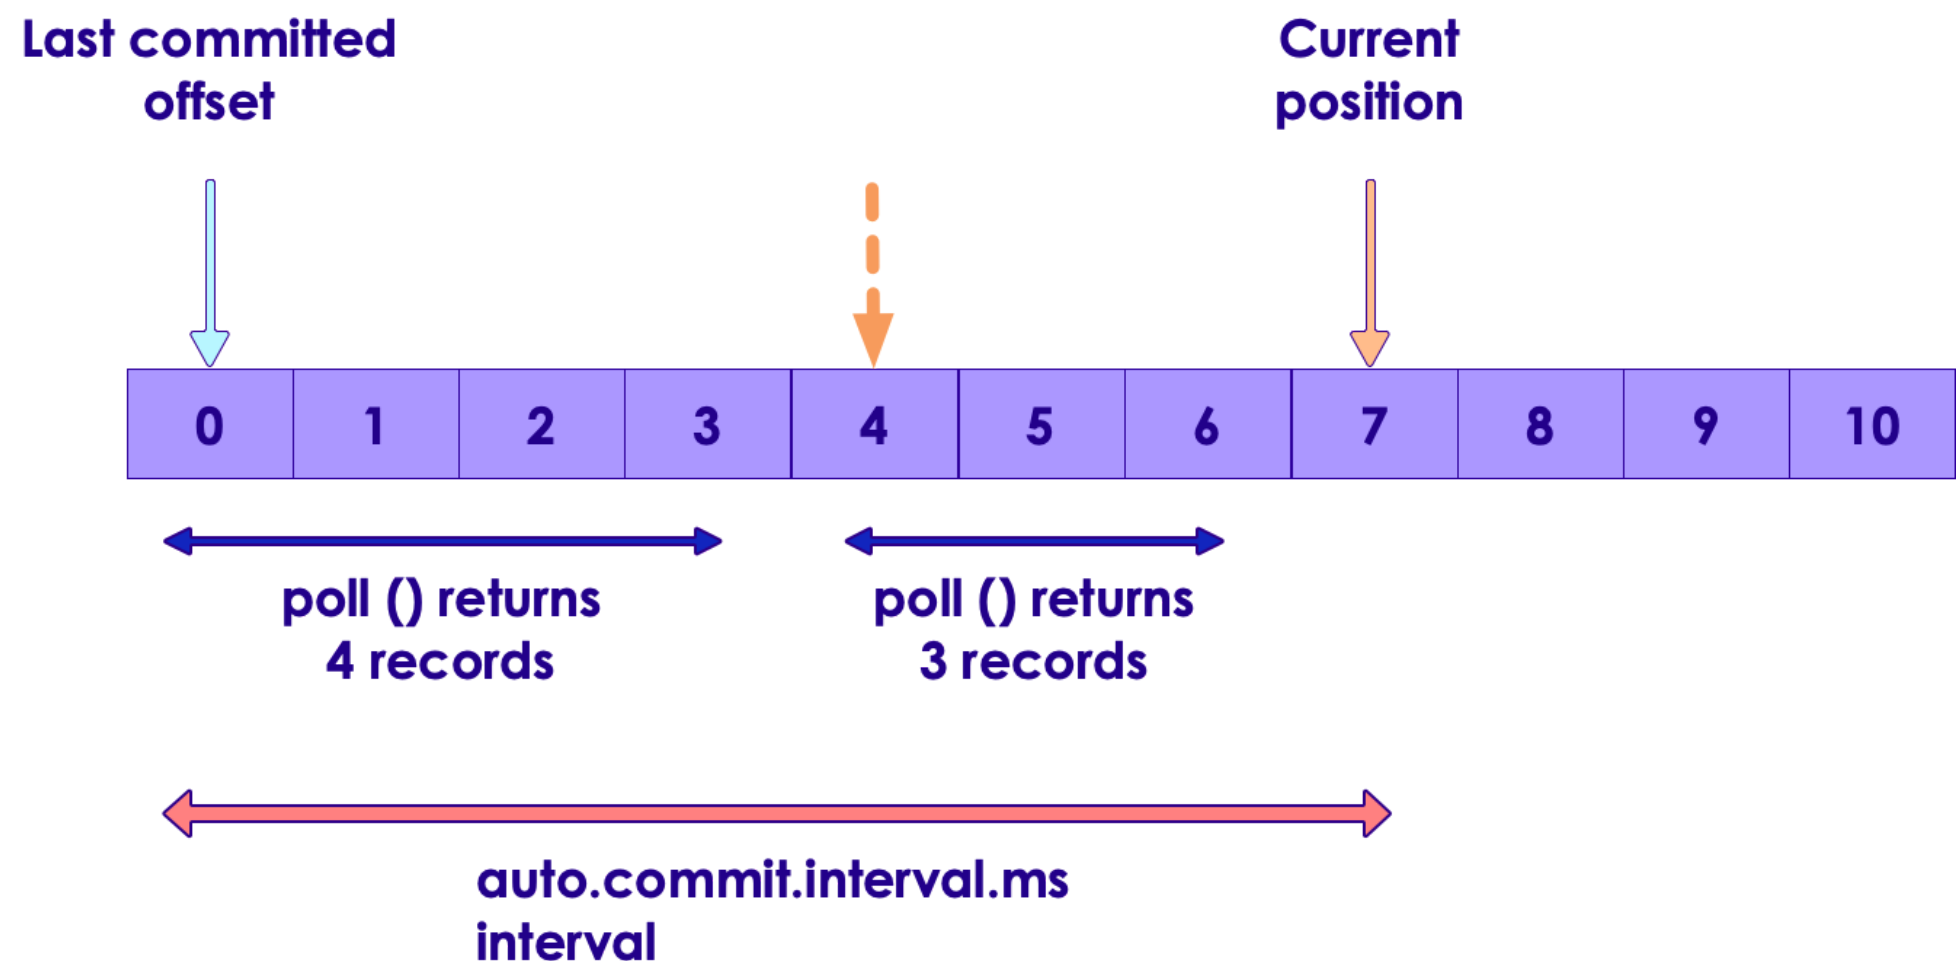 Last committed
offset
Current
position
0 1 2 3 4 5 6 7 8 9 10
poll () returns
4 records
poll () returns
3 records
auto.commit.interval.ms
interval